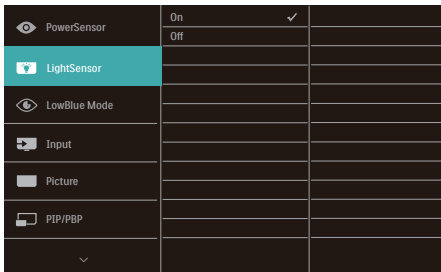 PowerSensor
LightSensor
LowBlue Mode
Input
Picture
PIP/PBP
On
Off